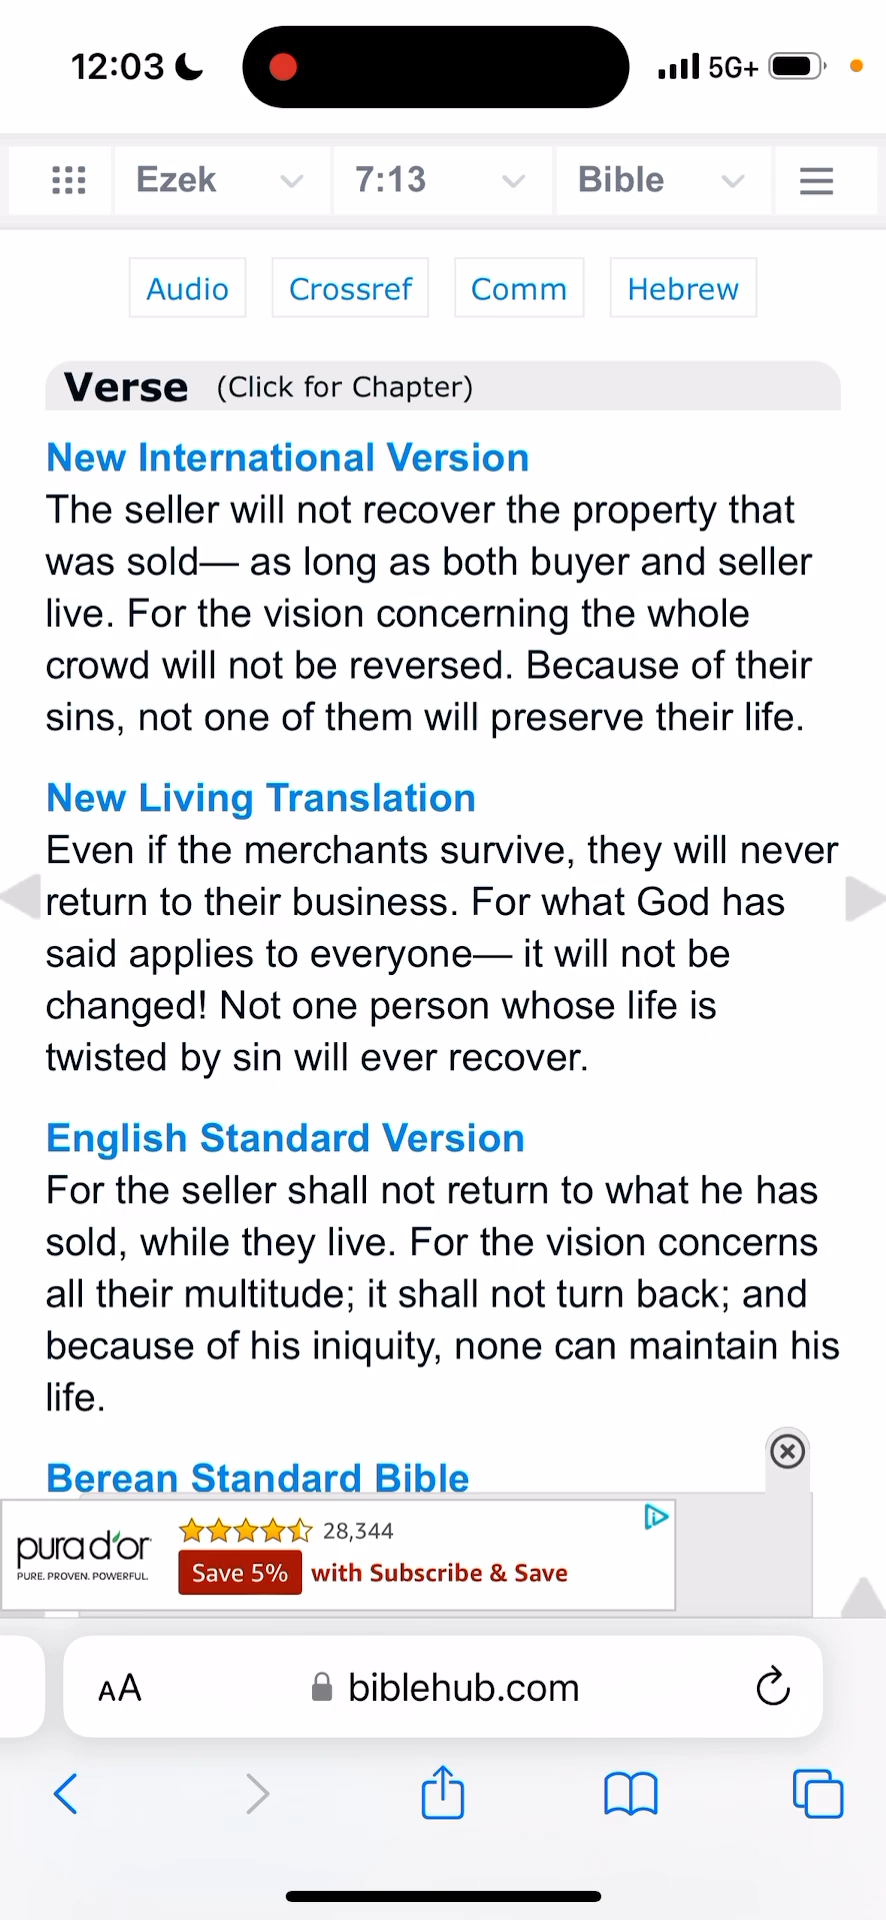 12:03
5G+
Ezek
7:13
Bible
Audio
Crossref
Comm
Hebrew
Verse (Click for Chapter)
New International Version
The seller will not recover the property that
was sold— as long as both buyer and seller
live. For the vision concerning the whole
crowd will not be reversed. Because of their
sins, not one of them will preserve their life.
New Living Translation
Even if the merchants survive, they will never
return to their business. For what God has
said applies to everyone— it will not be
changed! Not one person whose life is
twisted by sin will ever recover.
English Standard Version
For the seller shall not return to what he has
sold, while they live. For the vision concerns
all their multitude; it shall not turn back; and
because of his iniquity, none can maintain his
life.
Berean Standard Bible
pura d'or
PURE. PROVEN. POWERFUL.
28,344
Save 5% with Subscribe & Save
AA
biblehub.com